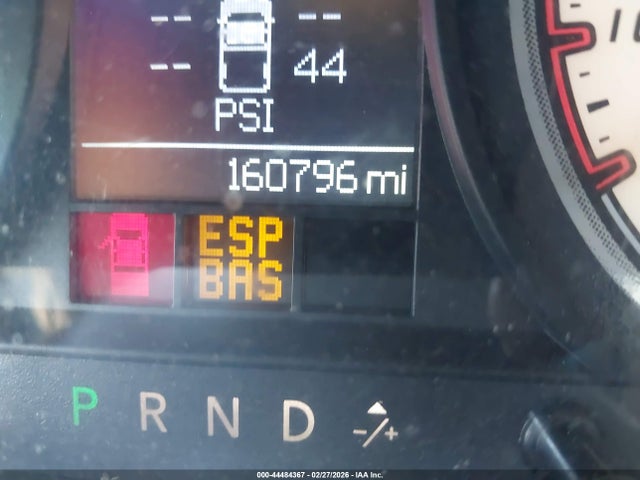 -- --
-- 44
PSI
160796 mi
ESP
BAS
P R N D -/+
000-44484367 - 02/27/2026 - IAA Inc.